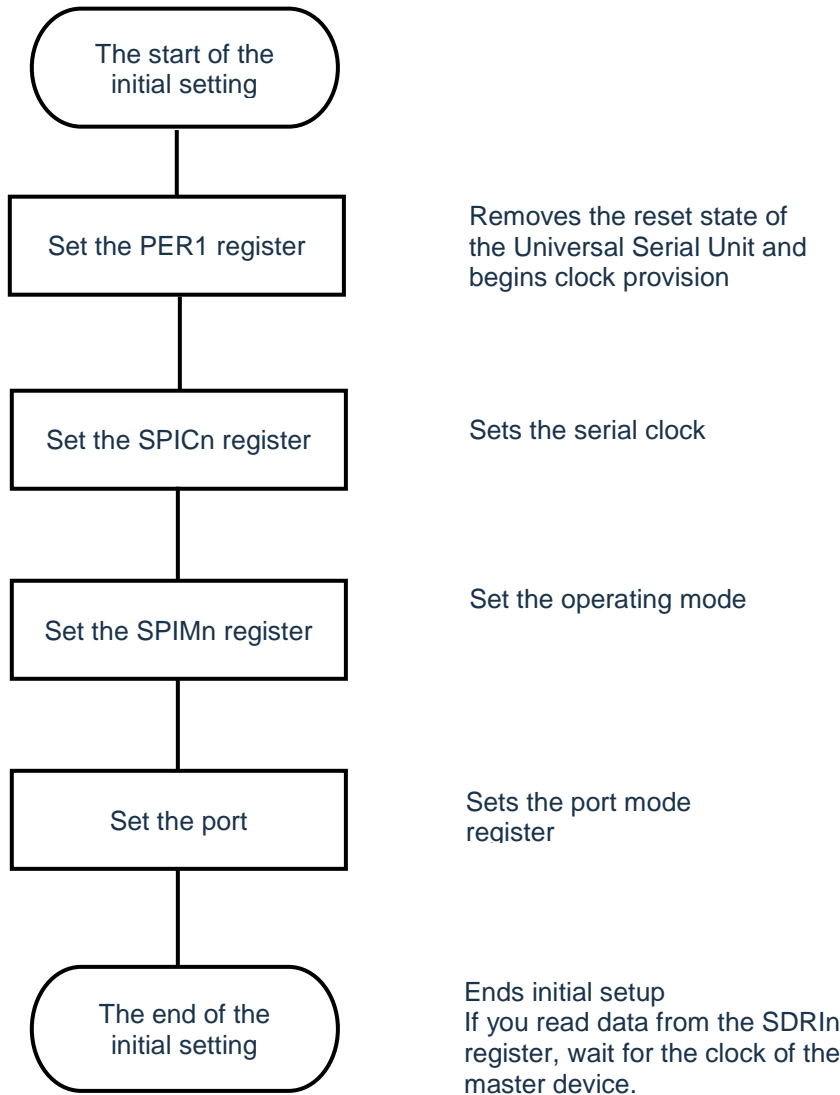 The start of the
initial setting
Set the PER1 register
Removes the reset state of
the Universal Serial Unit and
begins clock provision
Set the SPICn register
Sets the serial clock
Set the SPIMn register
Set the operating mode
Set the port
Sets the port mode
register
The end of the
initial setting
Ends initial setup
If you read data from the SDRIn
register, wait for the clock of the
master device.